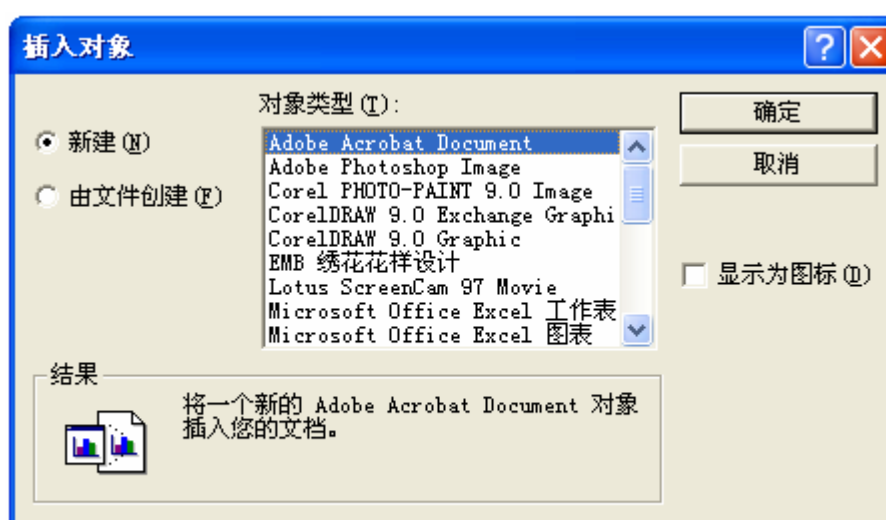 插入对象
对象类型(T):
新建(N)
由文件创建(F)
Adobe Acrobat Document
Adobe Photoshop Image
Corel PHOTO-PAINT 9.0 Image
CorelDRAW 9.0 Exchange Graphi
CorelDRAW 9.0 Graphic
EMB 绣花花样设计
Lotus ScreenCam 97 Movie
Microsoft Office Excel 工作表
Microsoft Office Excel 图表
确定
取消
显示为图标(D)
结果
将一个新的 Adobe Acrobat Document 对象
插入您的文档。